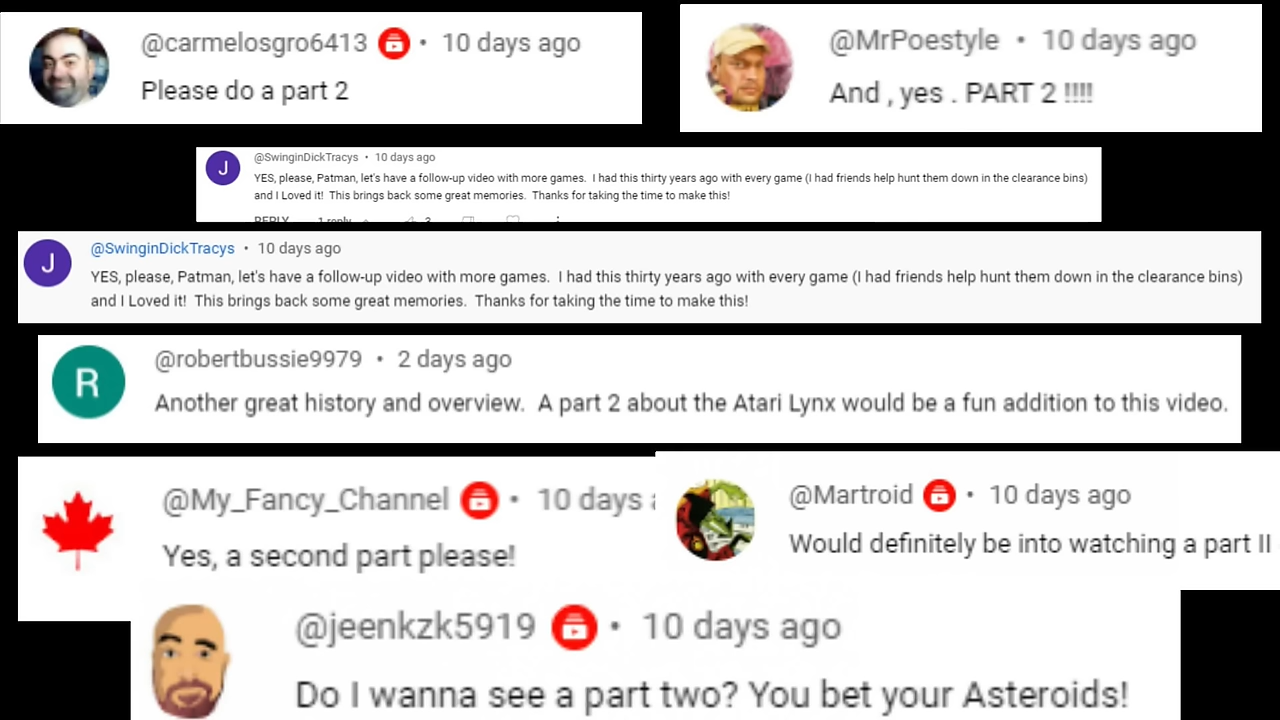 @carmelosgro6413 • 10 days ago
Please do a part 2
@MrPoestyle • 10 days ago
And , yes . PART 2 !!!!
J
@SwinginDickTracys • 10 days ago
YES, please, Patman, let's have a follow-up video with more games. I had this thirty years ago with every game (I had friends help hunt them down in the clearance bins)
and I Loved it! This brings back some great memories. Thanks for taking the time to make this!
REPLY 1 reply 3
J
@SwinginDickTracys • 10 days ago
YES, please, Patman, let's have a follow-up video with more games. I had this thirty years ago with every game (I had friends help hunt them down in the clearance bins)
and I Loved it! This brings back some great memories. Thanks for taking the time to make this!
R
@robertbussie9979 • 2 days ago
Another great history and overview. A part 2 about the Atari Lynx would be a fun addition to this video.
@My_Fancy_Channel • 10 days
Yes, a second part please!
@Martroid • 10 days ago
Would definitely be into watching a part II
@jeenkzk5919 • 10 days ago
Do I wanna see a part two? You bet your Asteroids!